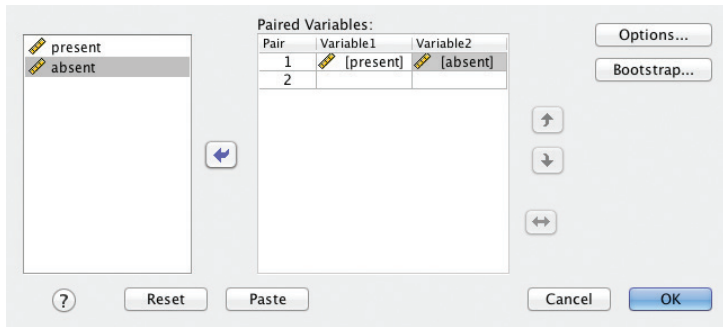 present
absent
Paired Variables:
Pair Variable1 Variable2
1 [present] [absent]
2
Options...
Bootstrap...
? Reset Paste Cancel OK